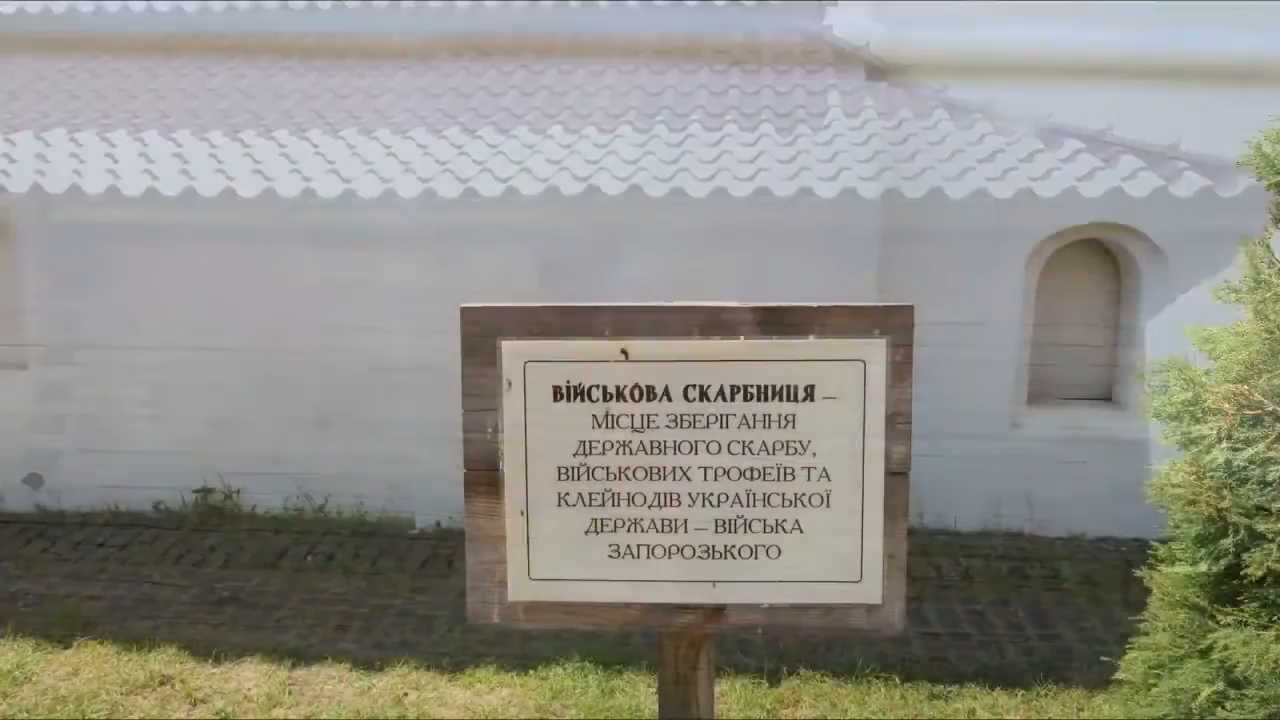 ВІЙСЬКОВА СКАРБНИЦЯ –
МІСЦЕ ЗБЕРІГАННЯ
ДЕРЖАВНОГО СКАРБУ,
ВІЙСЬКОВИХ ТРОФЕЇВ ТА
КЛЕЙНОДІВ УКРАЇНСЬКОЇ
ДЕРЖАВИ – ВІЙСЬКА
ЗАПОРОЗЬКОГО